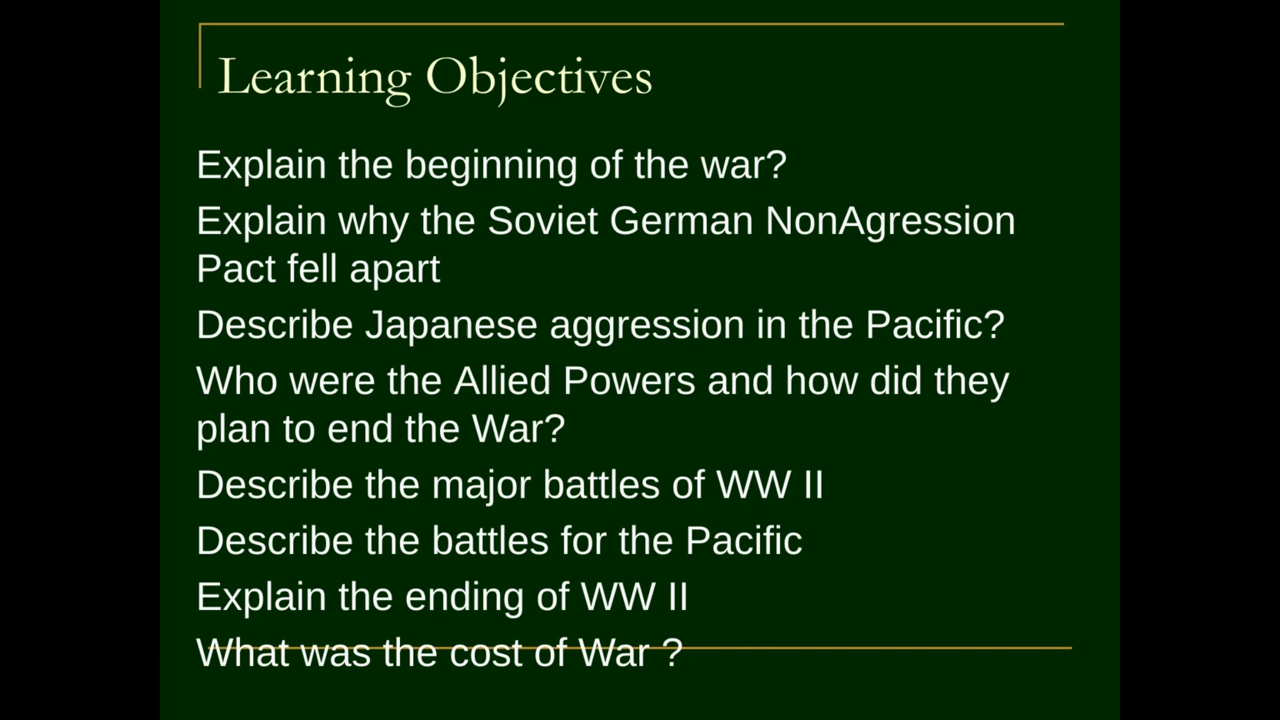 Learning Objectives
Explain the beginning of the war?
Explain why the Soviet German NonAgression
Pact fell apart
Describe Japanese aggression in the Pacific?
Who were the Allied Powers and how did they
plan to end the War?
Describe the major battles of WW II
Describe the battles for the Pacific
Explain the ending of WW II
What was the cost of War ?